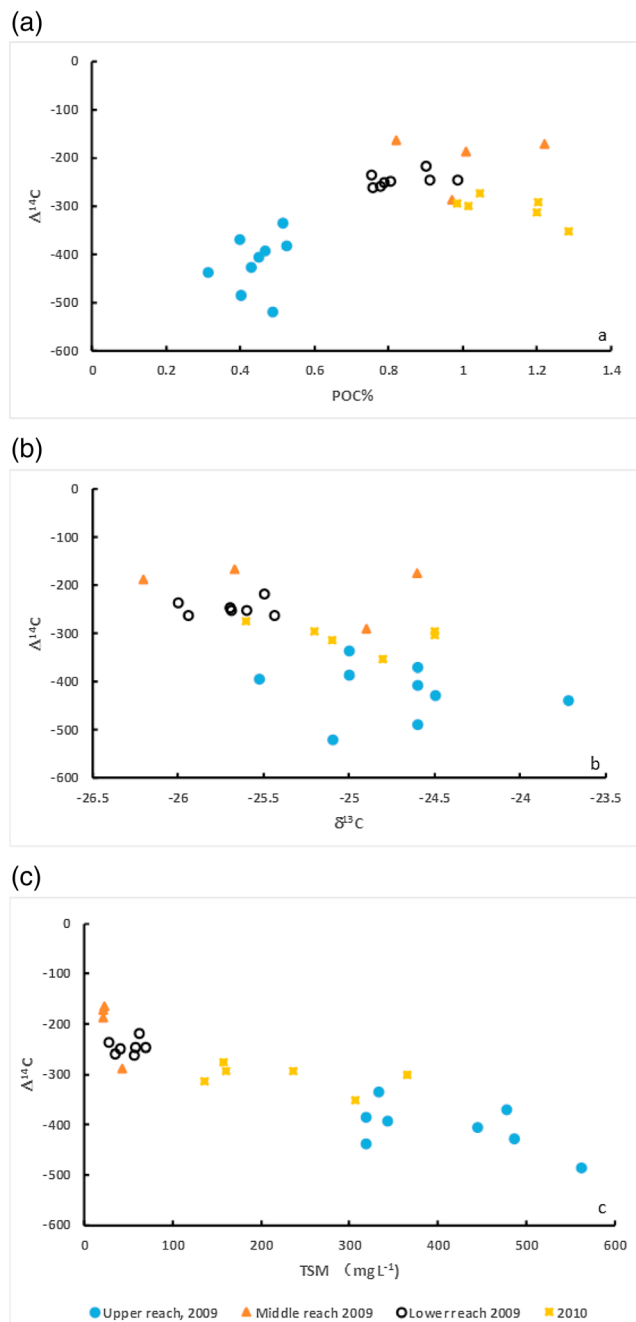 (a)
0
-100
-200
-300
-400
-500
-600
Δ¹⁴C
a
0 0.2 0.4 0.6 0.8 1 1.2 1.4
POC%
(b)
0
-100
-200
-300
-400
-500
-600
Δ¹⁴C
b
-26.5 -26 -25.5 -25 -24.5 -24 -23.5
δ¹³C
(c)
0
-100
-200
-300
-400
-500
-600
Δ¹⁴C
c
0 100 200 300 400 500 600
TSM (mg L⁻¹)
Upper reach, 2009 Middle reach 2009 Lower reach 2009 2010